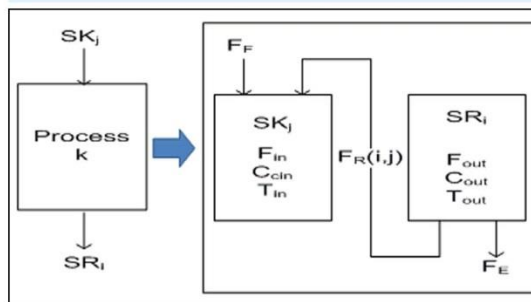 SKj
Process
k
SRi
FF
SKj
Fin
Ccin
Tin
FR(i,j)
SRi
Fout
Cout
Tout
FE